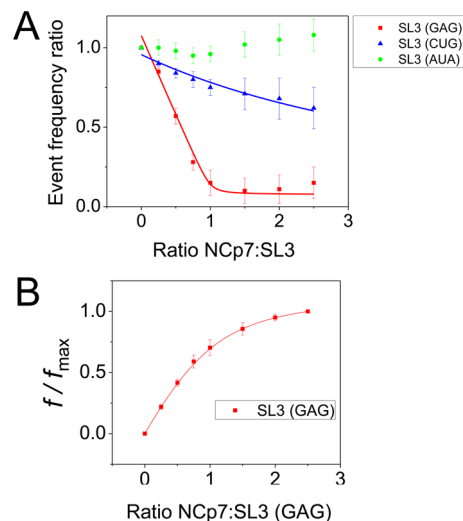 A
Event frequency ratio
1.0
0.5
0.0
0
1
2
3
Ratio NCp7:SL3
SL3 (GAG)
SL3 (CUG)
SL3 (AUA)
B
f / fmax
1.0
0.5
0.0
SL3 (GAG)
0
1
2
3
Ratio NCp7:SL3 (GAG)